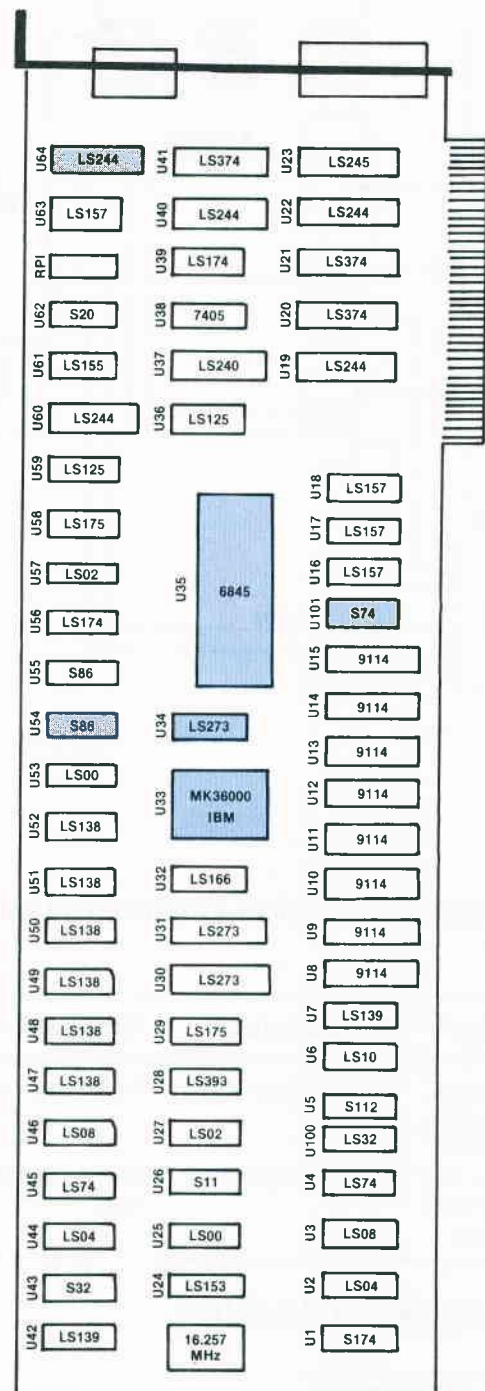 U64 LS244 U41 LS374 U23 LS245
U63 LS157 U40 LS244 U22 LS244
RPI U39 LS174 U21 LS374
U62 S20 U38 7405 U20 LS374
U61 LS155 U37 LS240 U19 LS244
U60 LS244 U36 LS125
U59 LS125
U18 LS157
U58 LS175
U17 LS157
U57 LS02 U35 6845 U16 LS157
U56 LS174 U101 S74
U55 S86 U15 9114
U14 9114
U54 S86 U34 LS273
U13 9114
U53 LS00 U33 MK36000 U12 9114
IBM
U52 LS138 U11 9114
U51 LS138 U32 LS166 U10 9114
U50 LS138 U31 LS273 U9 9114
U49 LS138 U30 LS273 U8 9114
U48 LS138 U29 LS175 U7 LS139
U6 LS10
U47 LS138 U28 LS393
U5 S112
U46 LS08 U27 LS02 U100 LS32
U45 LS74 U26 S11 U4 LS74
U44 LS04 U25 LS00 U3 LS08
U43 S32 U24 LS153 U2 LS04
U42 LS139 16.257 U1 S174
MHz